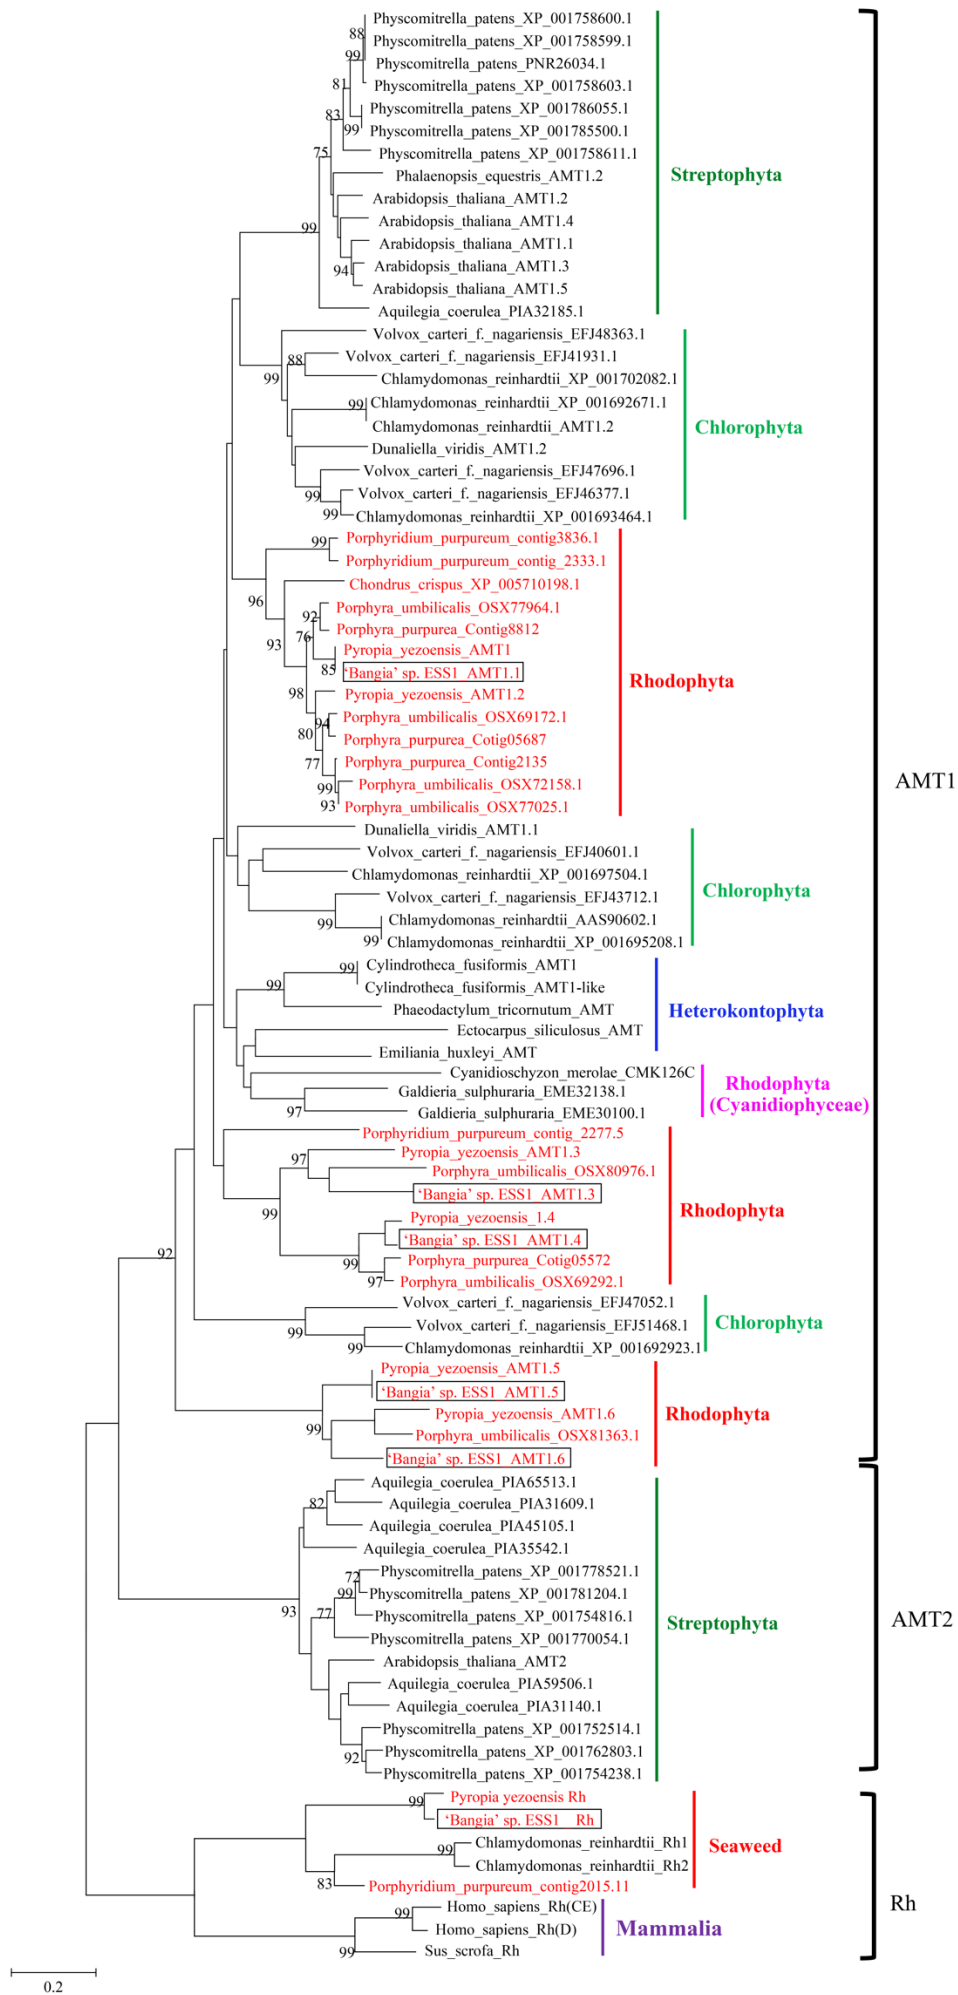 Physcomitrella_patens_XP_001758600.1
88
Physcomitrella_patens_XP_001758599.1
99
Physcomitrella_patens_PNR26034.1
81
Physcomitrella_patens_XP_001758603.1
83
Physcomitrella_patens_XP_001786055.1
99
Physcomitrella_patens_XP_001785500.1
75
Physcomitrella_patens_XP_001758611.1
Streptophyta
Phalaenopsis_equestris_AMT1.2
Arabidopsis_thaliana_AMT1.2
99
Arabidopsis_thaliana_AMT1.4
Arabidopsis_thaliana_AMT1.1
94
Arabidopsis_thaliana_AMT1.3
Arabidopsis_thaliana_AMT1.5
Aquilegia_coerulea_PIA32185.1
Volvox_carteri_f._nagariensis_EFJ48363.1
88
Volvox_carteri_f._nagariensis_EFJ41931.1
99
Chlamydomonas_reinhardtii_XP_001702082.1
99
Chlamydomonas_reinhardtii_XP_001692671.1
Chlamydomonas_reinhardtii_AMT1.2
Chlorophyta
Dunaliella_viridis_AMT1.2
Volvox_carteri_f._nagariensis_EFJ47696.1
99
Volvox_carteri_f._nagariensis_EFJ46377.1
99
Chlamydomonas_reinhardtii_XP_001693464.1
99
Porphyridium_purpureum_contig3836.1
Porphyridium_purpureum_contig_2333.1
96
Chondrus_crispus_XP_005710198.1
92
Porphyra_umbilicalis_OSX77964.1
76
Porphyra_purpurea_Contig8812
93
Pyropia_yezoensis_AMT1
85
'Bangia' sp. ESS1_AMT1.1
Rhodophyta
98
Pyropia_yezoensis_AMT1.2
94
Porphyra_umbilicalis_OSX69172.1
80
Porphyra_purpurea_Cotig05687
77
Porphyra_purpurea_Contig2135
99
Porphyra_umbilicalis_OSX72158.1
93
Porphyra_umbilicalis_OSX77025.1
AMT1
Dunaliella_viridis_AMT1.1
Volvox_carteri_f._nagariensis_EFJ40601.1
Chlamydomonas_reinhardtii_XP_001697504.1
Chlorophyta
Volvox_carteri_f._nagariensis_EFJ43712.1
99
Chlamydomonas_reinhardtii_AAS90602.1
99
Chlamydomonas_reinhardtii_XP_001695208.1
99
Cylindrotheca_fusiformis_AMT1
99
Cylindrotheca_fusiformis_AMT1-like
Phaeodactylum_tricornutum_AMT
Heterokontophyta
Ectocarpus_siliculosus_AMT
Emiliania_huxleyi_AMT
Cyanidioschyzon_merolae_CMK126C
Rhodophyta
(Cyanidiophyceae)
Galdieria_sulphuraria_EME32138.1
97
Galdieria_sulphuraria_EME30100.1
Porphyridium_purpureum_contig_2277.5
97
Pyropia_yezoensis_AMT1.3
Porphyra_umbilicalis_OSX80976.1
'Bangia' sp. ESS1_AMT1.3
99
Rhodophyta
Pyropia_yezoensis_1.4
'Bangia' sp. ESS1_AMT1.4
92
99
Porphyra_purpurea_Cotig05572
97
Porphyra_umbilicalis_OSX69292.1
Volvox_carteri_f._nagariensis_EFJ47052.1
99
Volvox_carteri_f._nagariensis_EFJ51468.1
Chlorophyta
99
Chlamydomonas_reinhardtii_XP_001692923.1
Pyropia_yezoensis_AMT1.5
'Bangia' sp. ESS1_AMT1.5
99
Pyropia_yezoensis_AMT1.6
Rhodophyta
Porphyra_umbilicalis_OSX81363.1
'Bangia' sp. ESS1_AMT1.6
Aquilegia_coerulea_PIA65513.1
82
Aquilegia_coerulea_PIA31609.1
Aquilegia_coerulea_PIA45105.1
Aquilegia_coerulea_PIA35542.1
72
Physcomitrella_patens_XP_001778521.1
99
Physcomitrella_patens_XP_001781204.1
93
77
Physcomitrella_patens_XP_001754816.1
Streptophyta
AMT2
Physcomitrella_patens_XP_001770054.1
Arabidopsis_thaliana_AMT2
Aquilegia_coerulea_PIA59506.1
Aquilegia_coerulea_PIA31140.1
Physcomitrella_patens_XP_001752514.1
92
Physcomitrella_patens_XP_001762803.1
Physcomitrella_patens_XP_001754238.1
99
Pyropia yezoensis Rh
'Bangia' sp. ESS1__Rh
Chlamydomonas_reinhardtii_Rh1
Seaweed
99
Chlamydomonas_reinhardtii_Rh2
83
Porphyridium_purpureum_contig2015.11
Rh
99
Homo_sapiens_Rh(CE)
Homo_sapiens_Rh(D)
Mammalia
99
Sus_scrofa_Rh
0.2